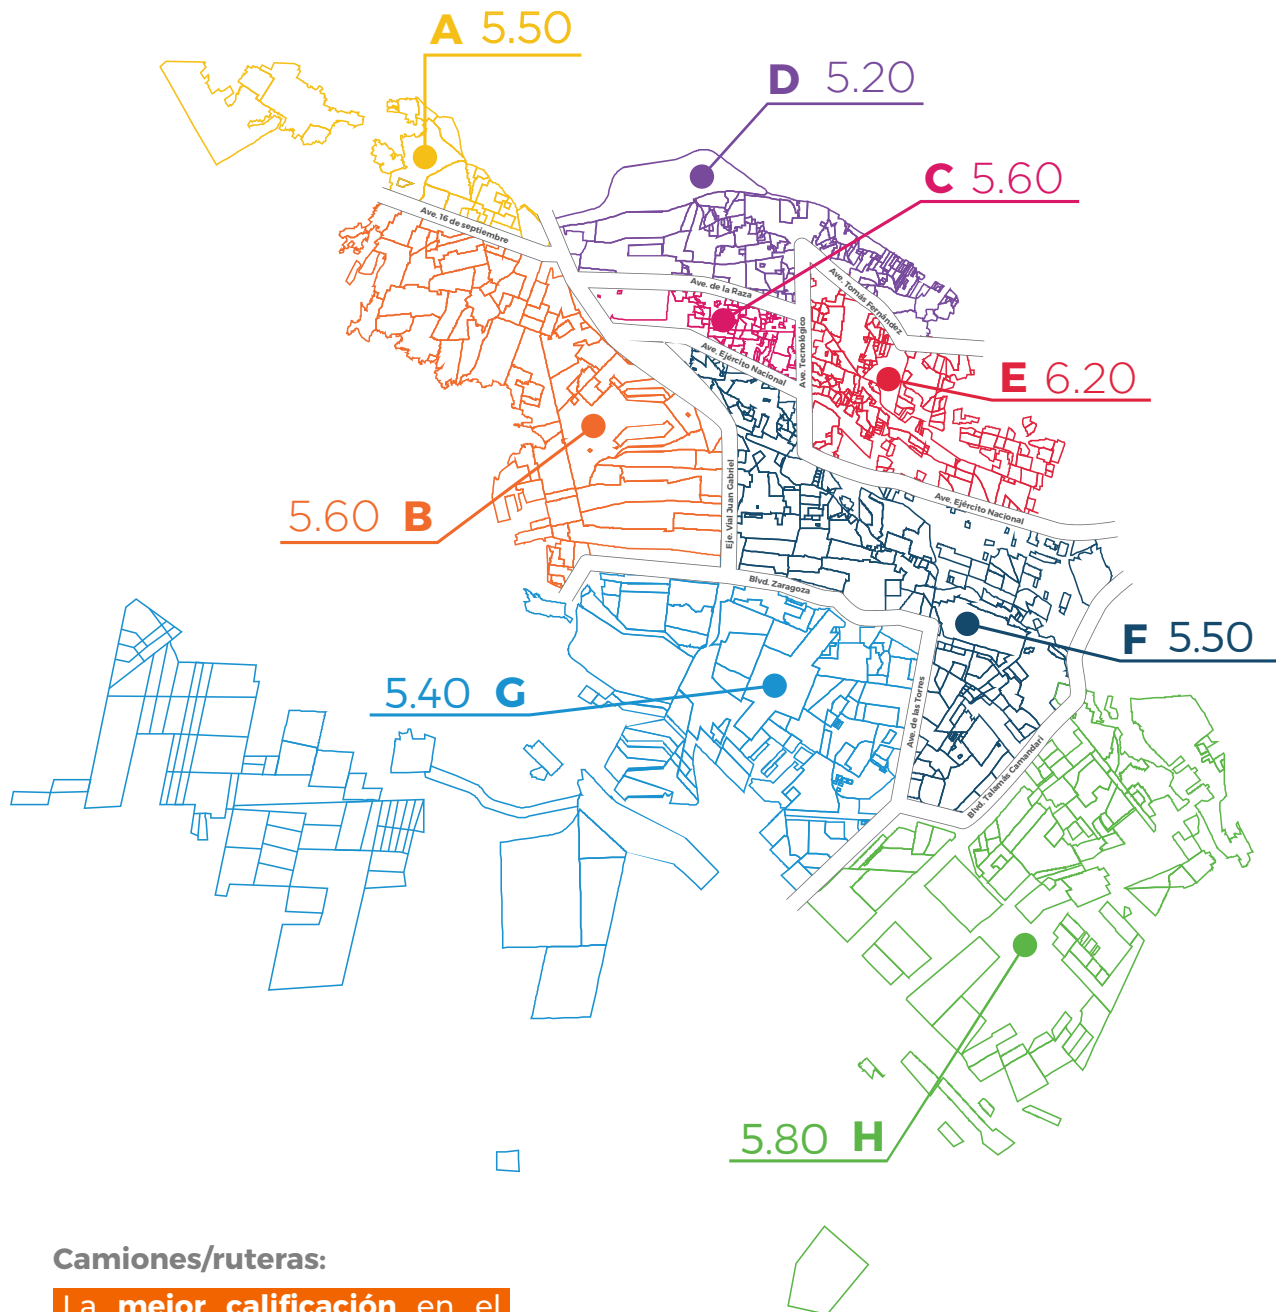 A 5.50
D 5.20
C 5.60
Ave. 16 de septiembre
Ave. de la Raza
Ave. Tomás Fernández
Ave. Tecnológico
Ave. Ejército Nacional
E 6.20
5.60 B
Eje. Vial Juan Gabriel
Ave. Ejército Nacional
Blvd. Zaragoza
F 5.50
5.40 G
Ave. de las Torres
Blvd. Talamás Camandari
5.80 H
Camiones/ruteras:
La mejor calificación en el